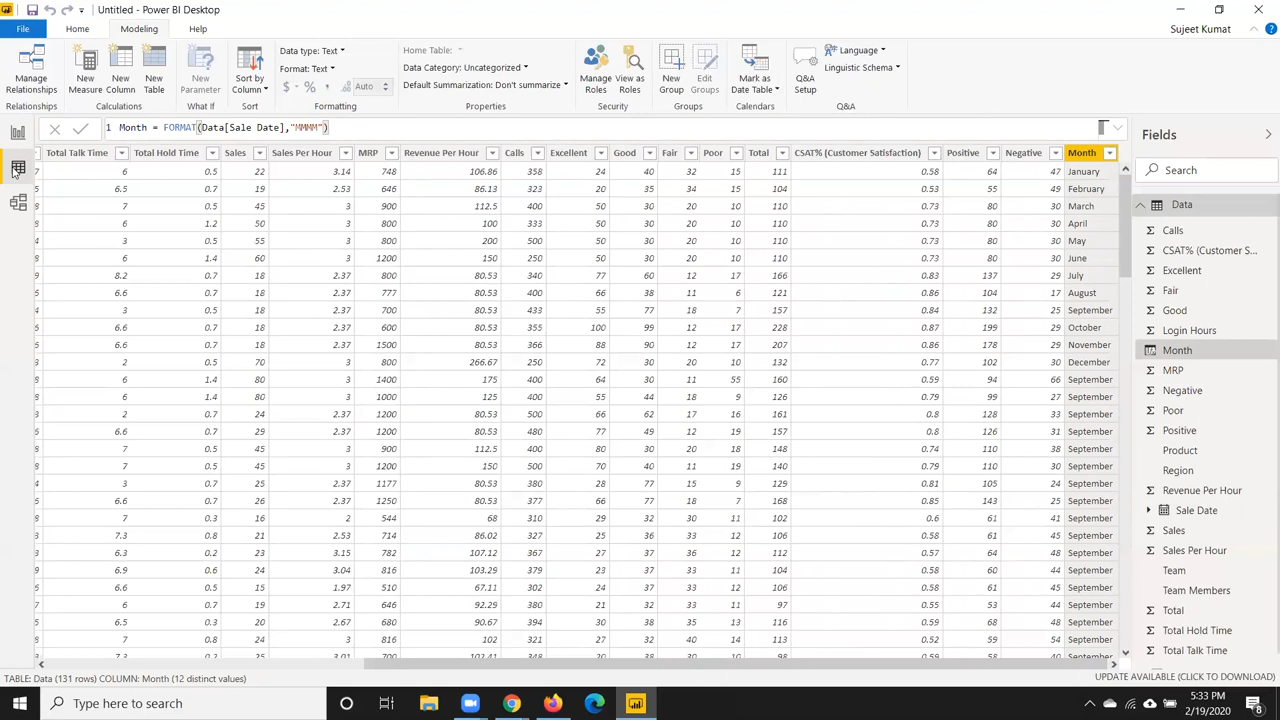 Untitled - Power BI Desktop
File Home Modeling Help Sujeet Kumat
Manage Relationships
New Measure
New Column
New Table
New Parameter
Sort by Column
Data type: Text
Format: Text
$ % , Auto
Home Table:
Data Category: Uncategorized
Default Summarization: Don't summarize
Manage Roles
View as Roles
New Group
Edit Groups
Mark as Date Table
Q&A Setup
Language
Linguistic Schema
Relationships Calculations What If Sort Formatting Properties Security Groups Calendars Q&A
1 Month = FORMAT(Data[Sale Date],"MMMM")
Total Talk Time Total Hold Time Sales Sales Per Hour MRP Revenue Per Hour Calls Excellent Good Fair Poor Total CSAT% (Customer Satisfaction) Positive Negative Month
7 6 0.5 22 3.14 748 106.86 358 24 40 32 15 111 0.58 64 47 January
5 6.5 0.7 19 2.53 646 86.13 323 20 35 34 15 104 0.53 55 49 February
8 7 0.5 45 3 900 112.5 400 50 30 20 10 110 0.73 80 30 March
8 6 1.2 50 3 800 100 333 50 30 20 10 110 0.73 80 30 April
4 3 0.5 55 3 800 200 500 50 30 20 10 110 0.73 80 30 May
8 6 1.4 60 3 1200 150 250 50 30 20 10 110 0.73 80 30 June
9 8.2 0.7 18 2.37 800 80.53 340 77 60 12 17 166 0.83 137 29 July
6 6.6 0.7 18 2.37 777 80.53 400 66 38 11 6 121 0.86 104 17 August
4 3 0.5 18 2.37 700 80.53 433 55 77 18 7 157 0.84 132 25 September
6 6.6 0.7 18 2.37 600 80.53 355 100 99 12 17 228 0.87 199 29 October
6 6.6 0.7 18 2.37 1500 80.53 366 88 90 12 17 207 0.86 178 29 November
3 2 0.5 70 3 800 266.67 250 72 30 20 10 132 0.77 102 30 December
8 6 1.4 80 3 1400 175 400 64 30 11 55 160 0.59 94 66 September
8 6 1.4 80 3 1000 125 400 55 44 18 9 126 0.79 99 27 September
3 2 0.7 24 2.37 1200 80.53 500 66 62 17 16 161 0.8 128 33 September
6 6.6 0.7 29 2.37 1200 80.53 480 77 49 12 19 157 0.8 126 31 September
8 7 0.5 45 3 900 112.5 400 80 30 20 18 148 0.74 110 38 September
8 7 0.5 45 3 1200 150 500 70 40 11 19 140 0.79 110 30 September
4 3 0.7 25 2.37 1177 80.53 380 28 77 15 9 129 0.81 105 24 September
6 6.6 0.7 26 2.37 1250 80.53 377 66 77 18 7 168 0.85 143 25 September
8 7 0.3 16 2 544 68 310 29 32 30 11 102 0.6 61 41 September
3 7.3 0.8 21 2.53 714 86.02 327 25 36 33 12 106 0.58 61 45 September
3 6.3 0.2 23 3.15 782 107.12 367 27 37 36 12 112 0.57 64 48 September
9 6.9 0.6 24 3.04 816 103.29 379 23 37 33 11 104 0.58 60 44 September
6 6.6 0.5 15 1.97 510 67.11 302 24 37 33 12 106 0.58 61 45 September
7 6 0.7 19 2.71 646 92.29 380 21 32 33 11 97 0.55 53 44 September
5 6.5 0.3 20 2.67 680 90.67 394 30 38 35 13 116 0.59 68 48 September
8 7 0.8 24 3 816 102 321 27 32 40 14 113 0.52 59 54 September
Fields
Search
Data
Calls
CSAT% (Customer S...
Excellent
Fair
Good
Login Hours
Month
MRP
Negative
Poor
Positive
Product
Region
Revenue Per Hour
Sale Date
Sales
Sales Per Hour
Team
Team Members
Total
Total Hold Time
Total Talk Time
TABLE: Data (131 rows) COLUMN: Month (12 distinct values) UPDATE AVAILABLE (CLICK TO DOWNLOAD)
Type here to search
5:33 PM
2/19/2020
8